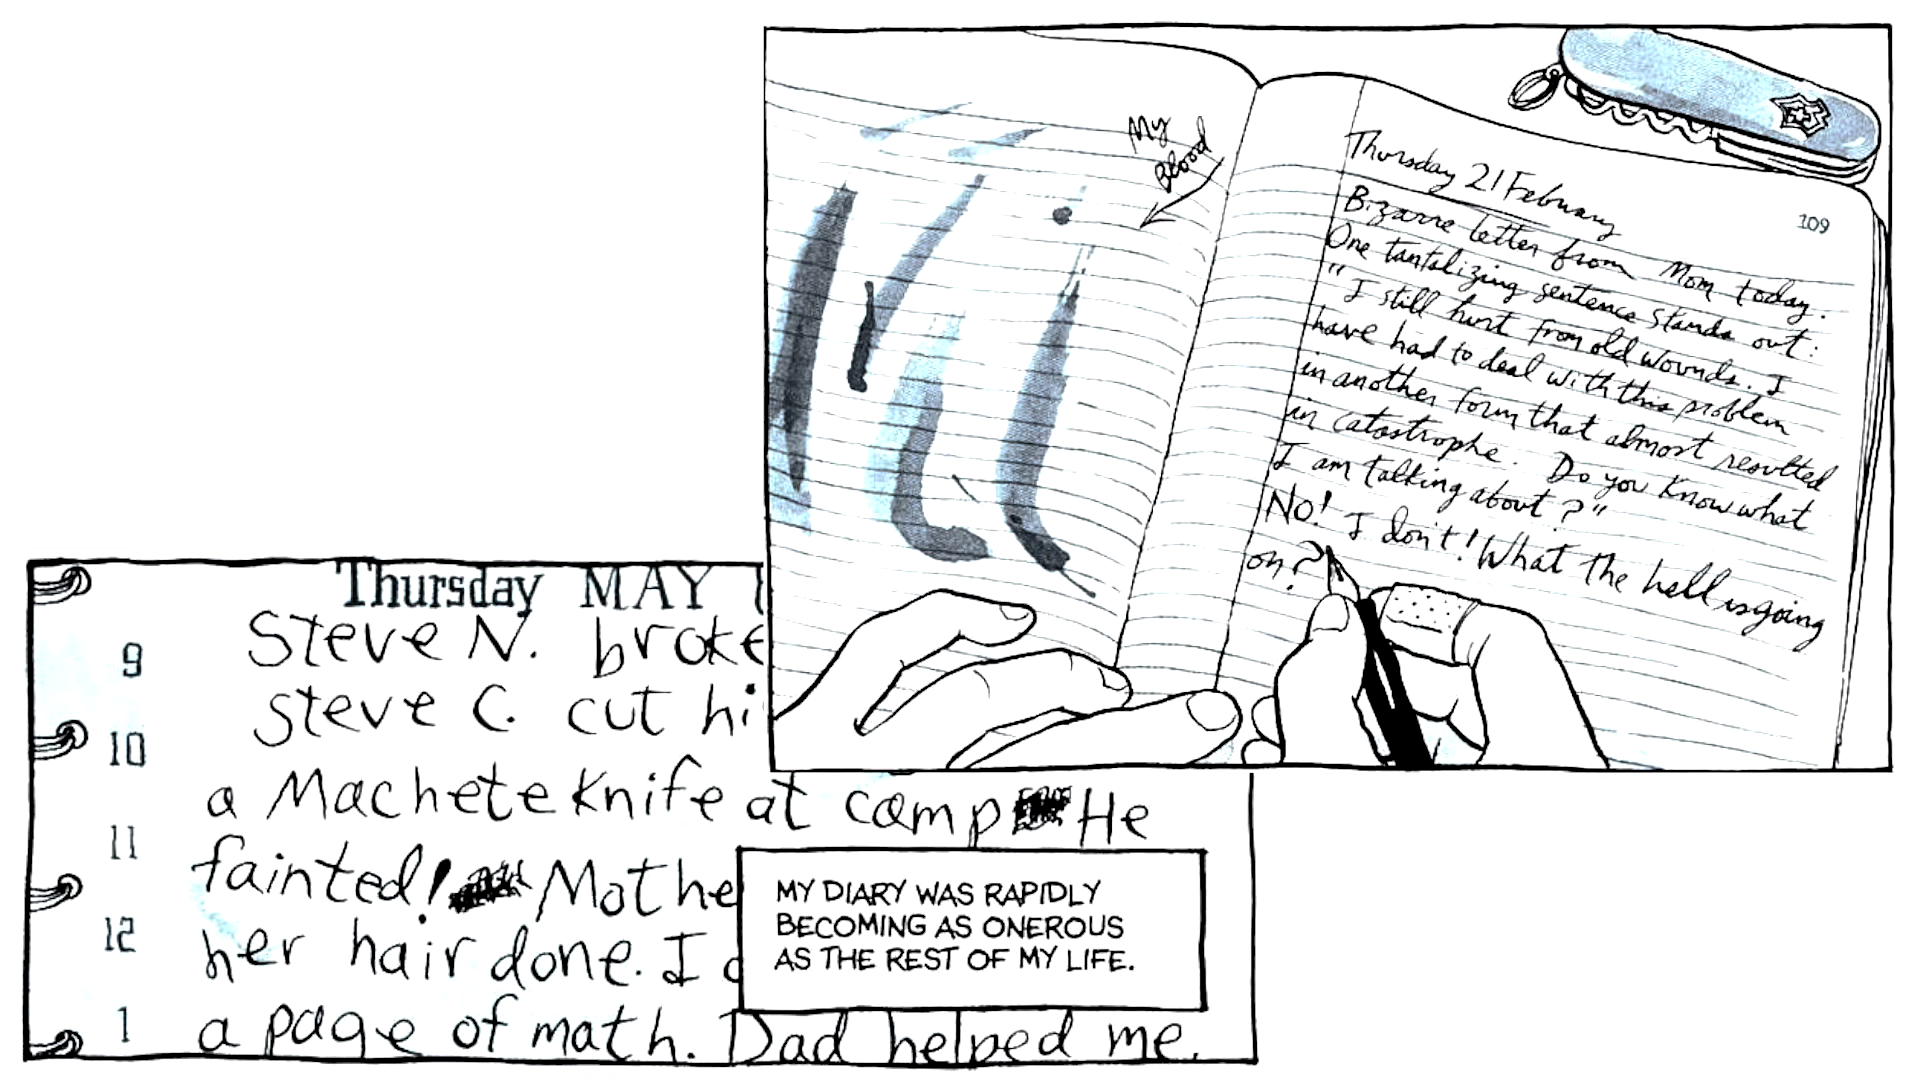 My
Blood
Thursday 21 February
109
Bizarre letter from Mom today.
One tantalizing sentence stands out:
"I still hurt from old wounds. I
have had to deal with this problem
in another form that almost resulted
in catastrophe. Do you know what
I am talking about?"
No! I don't! What the hell is going
on?
Thursday MAY
9
Steve N. broke
10
Steve C. cut hi
a Machete knife at camp He
11
fainted! Mothe
12
her hair done. I
1
a page of math. Dad helped me.
MY DIARY WAS RAPIDLY
BECOMING AS ONEROUS
AS THE REST OF MY LIFE.